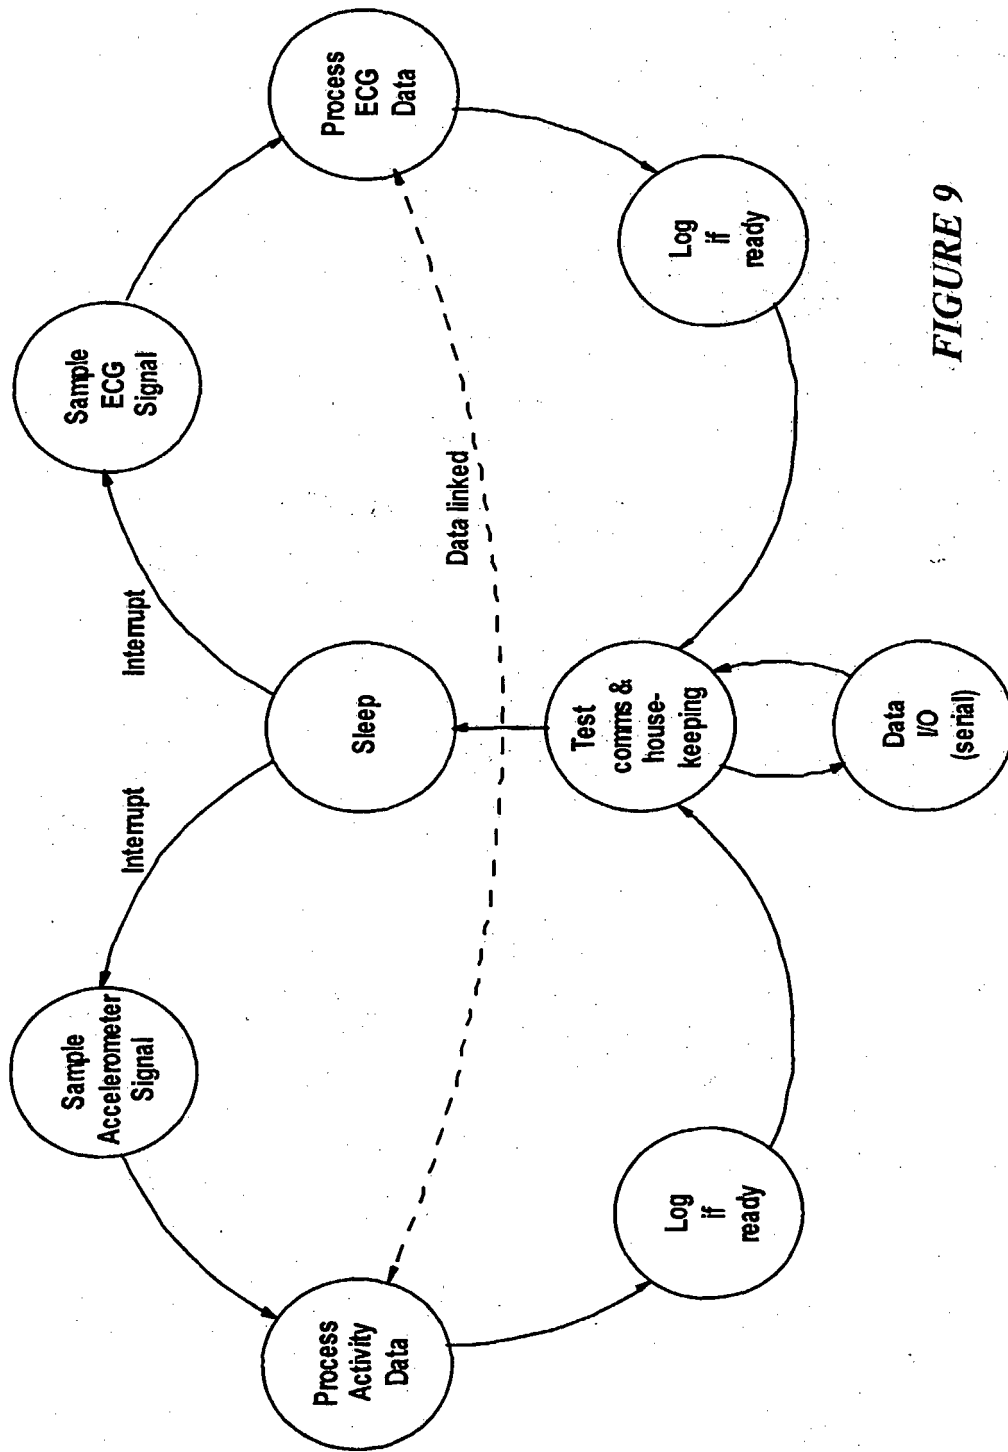 Sample
Accelerometer
Signal
Interrupt
Interrupt
Sample
ECG
Signal
Process
Activity
Data
Sleep
Process
ECG
Data
Data linked
Log
if
ready
Test
comms &
house-
keeping
Log
if
ready
Data
I/O
(serial)
FIGURE 9